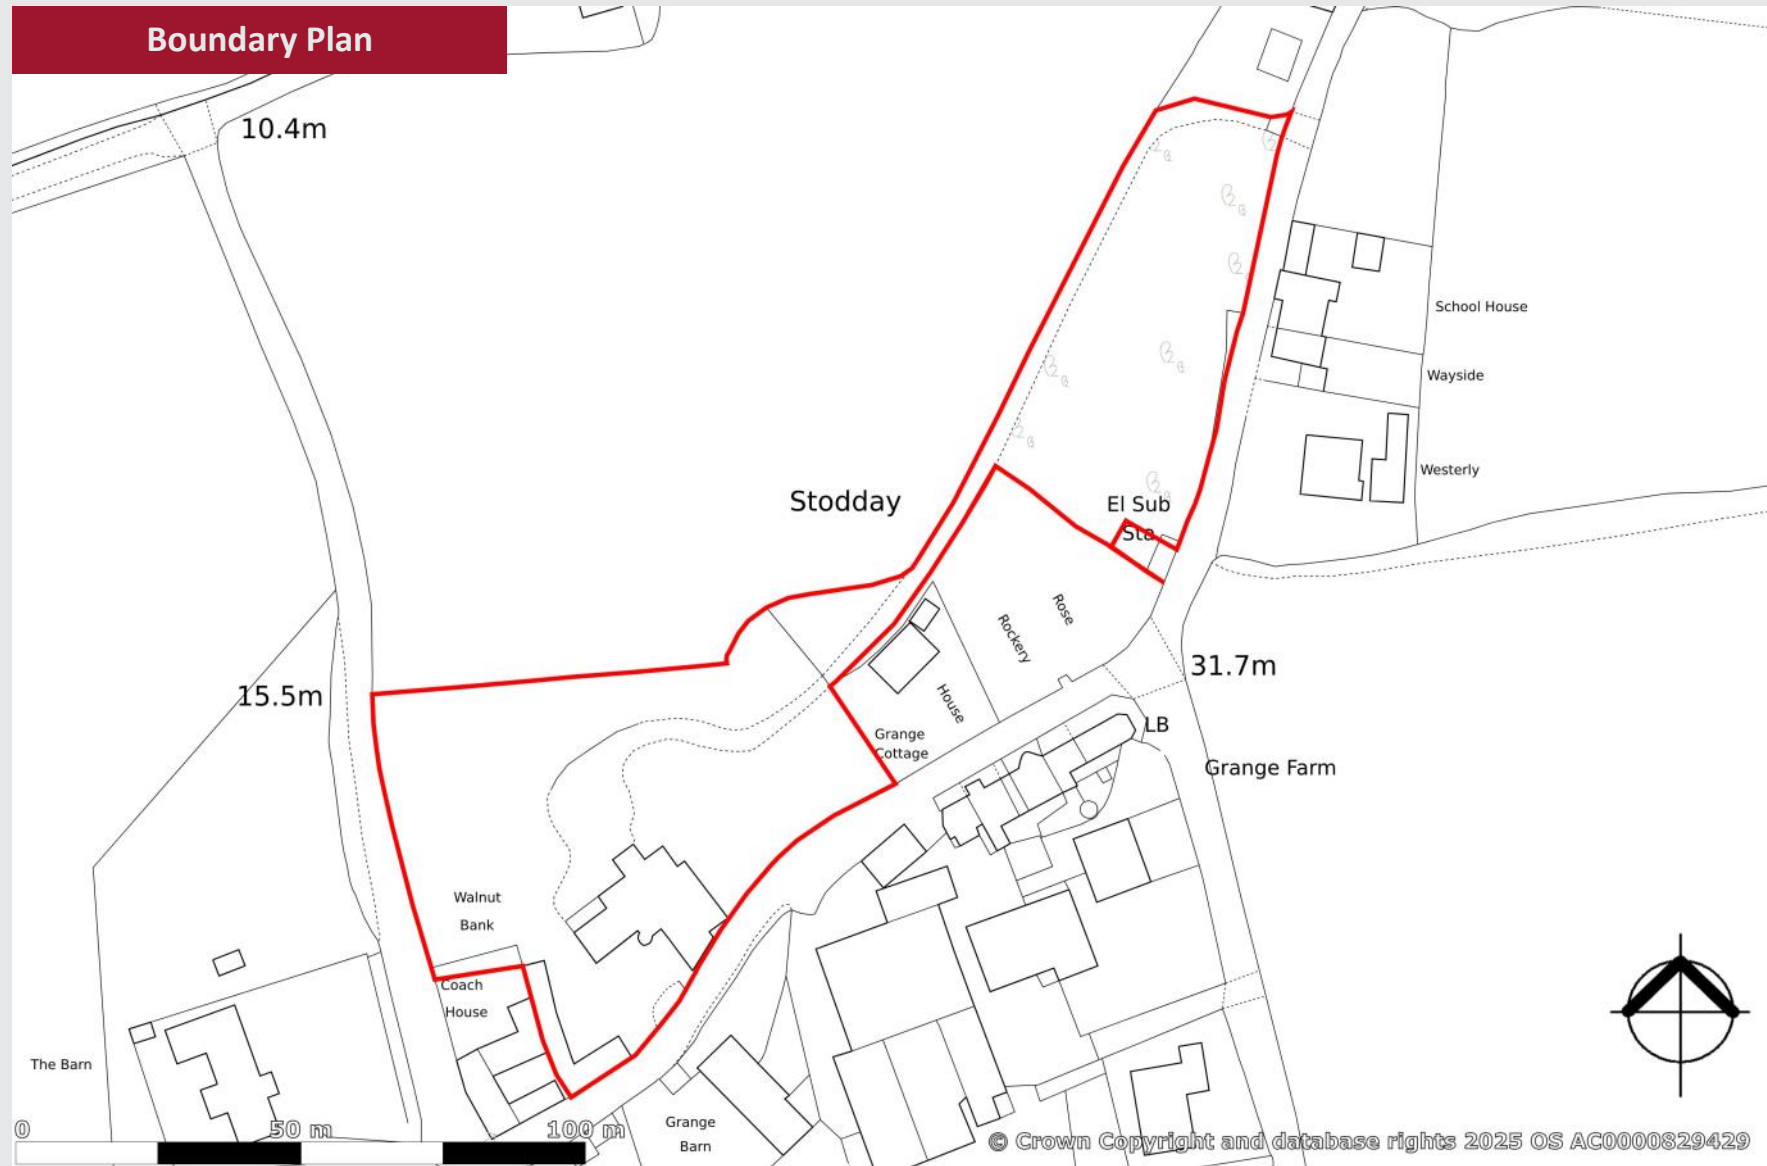 Boundary Plan
10.4m
School House
Wayside
Westerly
Stodday
El Sub
Sta
Rose
Rockery
House
31.7m
15.5m
LB
Grange
Cottage
Grange Farm
Walnut
Bank
Coach
House
The Barn
Grange
Barn
0 50 m 100 m
© Crown Copyright and database rights 2025 OS AC0000829429